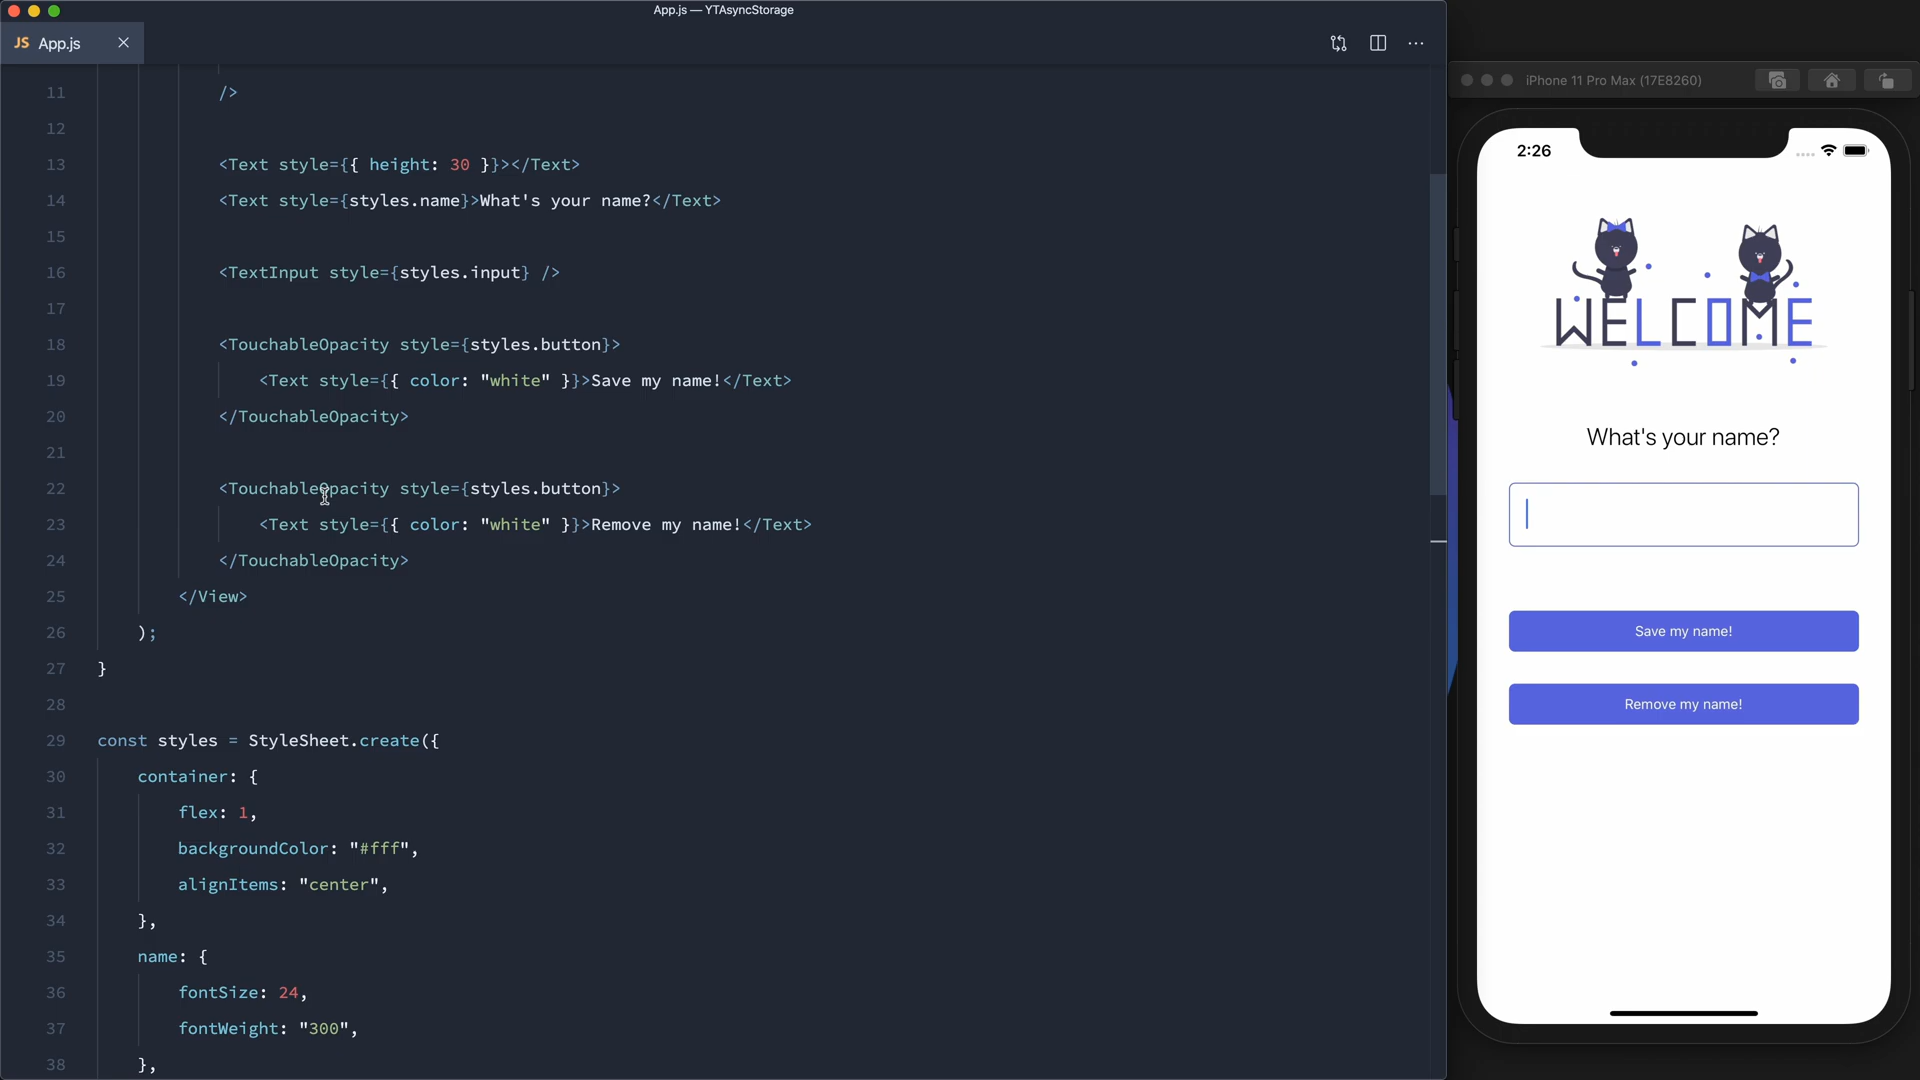 App.js — YTAsyncStorage
JS App.js
11 />
12
13 <Text style={{ height: 30 }}></Text>
14 <Text style={styles.name}>What's your name?</Text>
15
16 <TextInput style={styles.input} />
17
18 <TouchableOpacity style={styles.button}>
19 <Text style={{ color: "white" }}>Save my name!</Text>
20 </TouchableOpacity>
21
22 <TouchableOpacity style={styles.button}>
23 <Text style={{ color: "white" }}>Remove my name!</Text>
24 </TouchableOpacity>
25 </View>
26 );
27 }
28
29 const styles = StyleSheet.create({
30 container: {
31 flex: 1,
32 backgroundColor: "#fff",
33 alignItems: "center",
34 },
35 name: {
36 fontSize: 24,
37 fontWeight: "300",
38 },
iPhone 11 Pro Max (17E8260)
2:26
WELCOME
What's your name?
Save my name!
Remove my name!